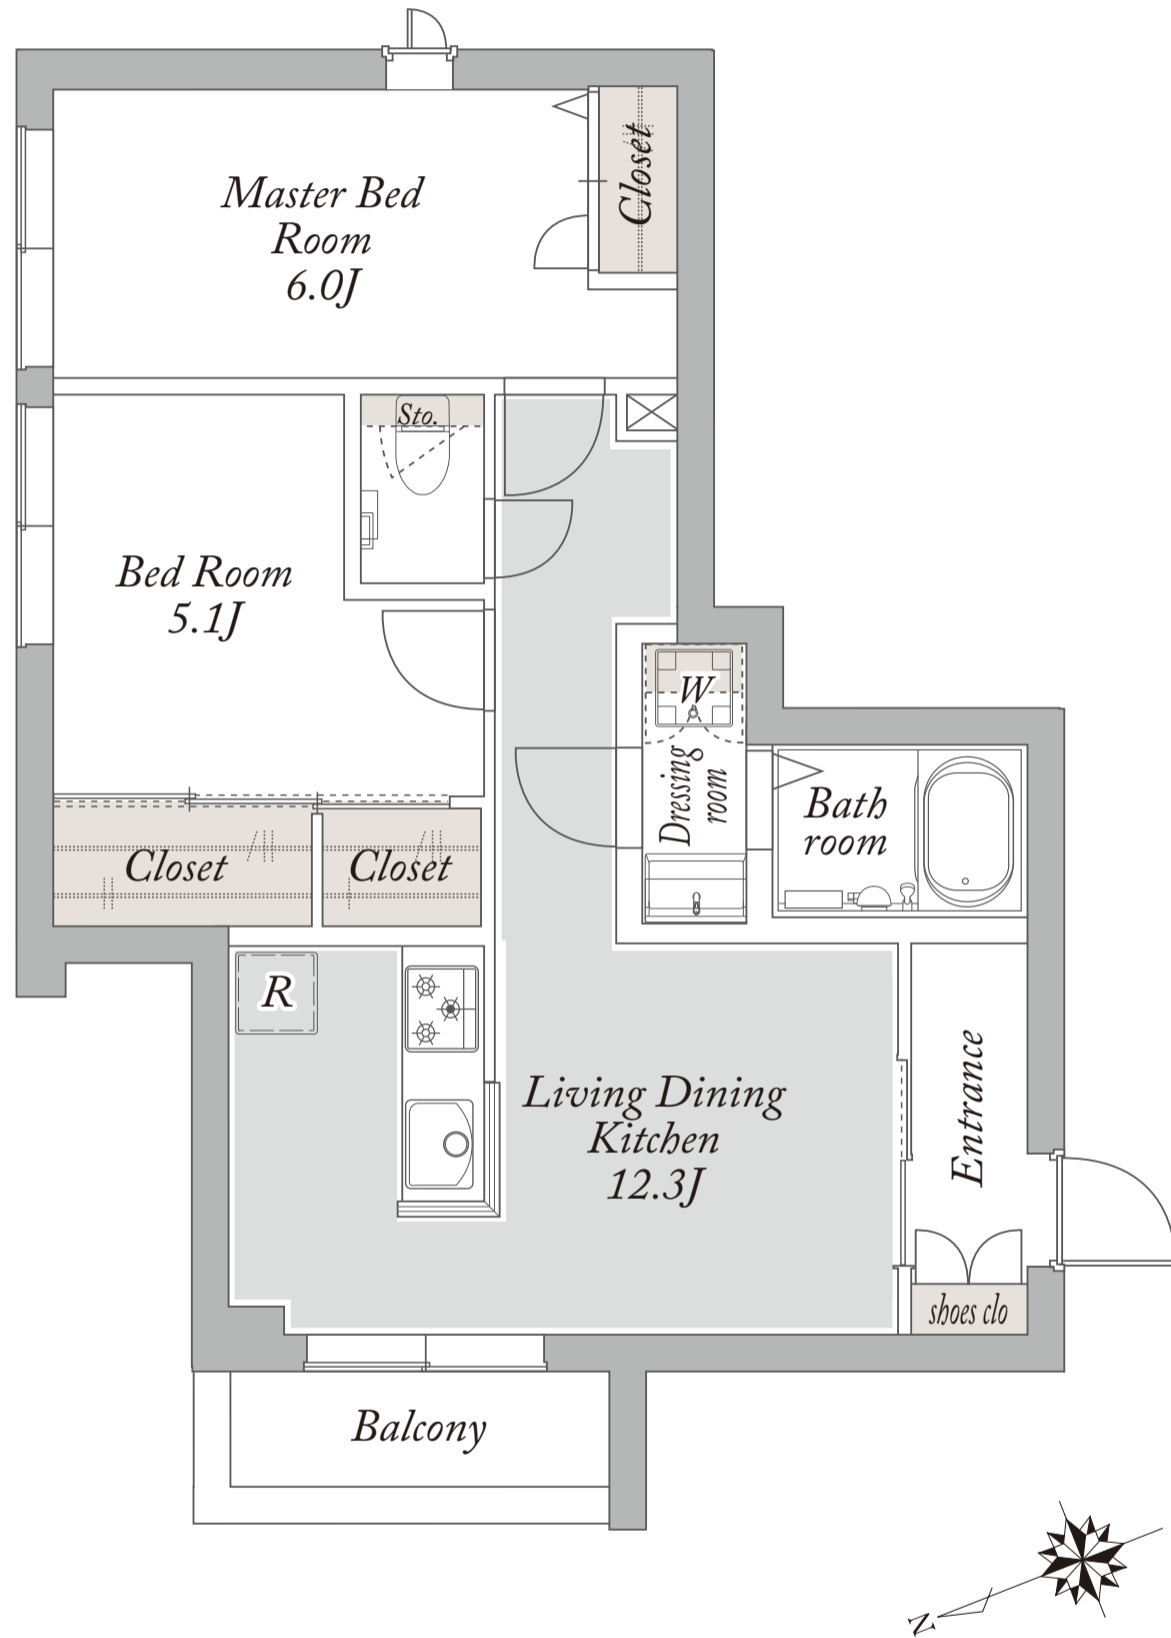 Master Bed
Room
6.0J
Closet
Sto.
Bed Room
5.1J
W
Dressing
room
Bath
room
Closet
Closet
R
Living Dining
Kitchen
12.3J
Entrance
shoes clo
Balcony
N